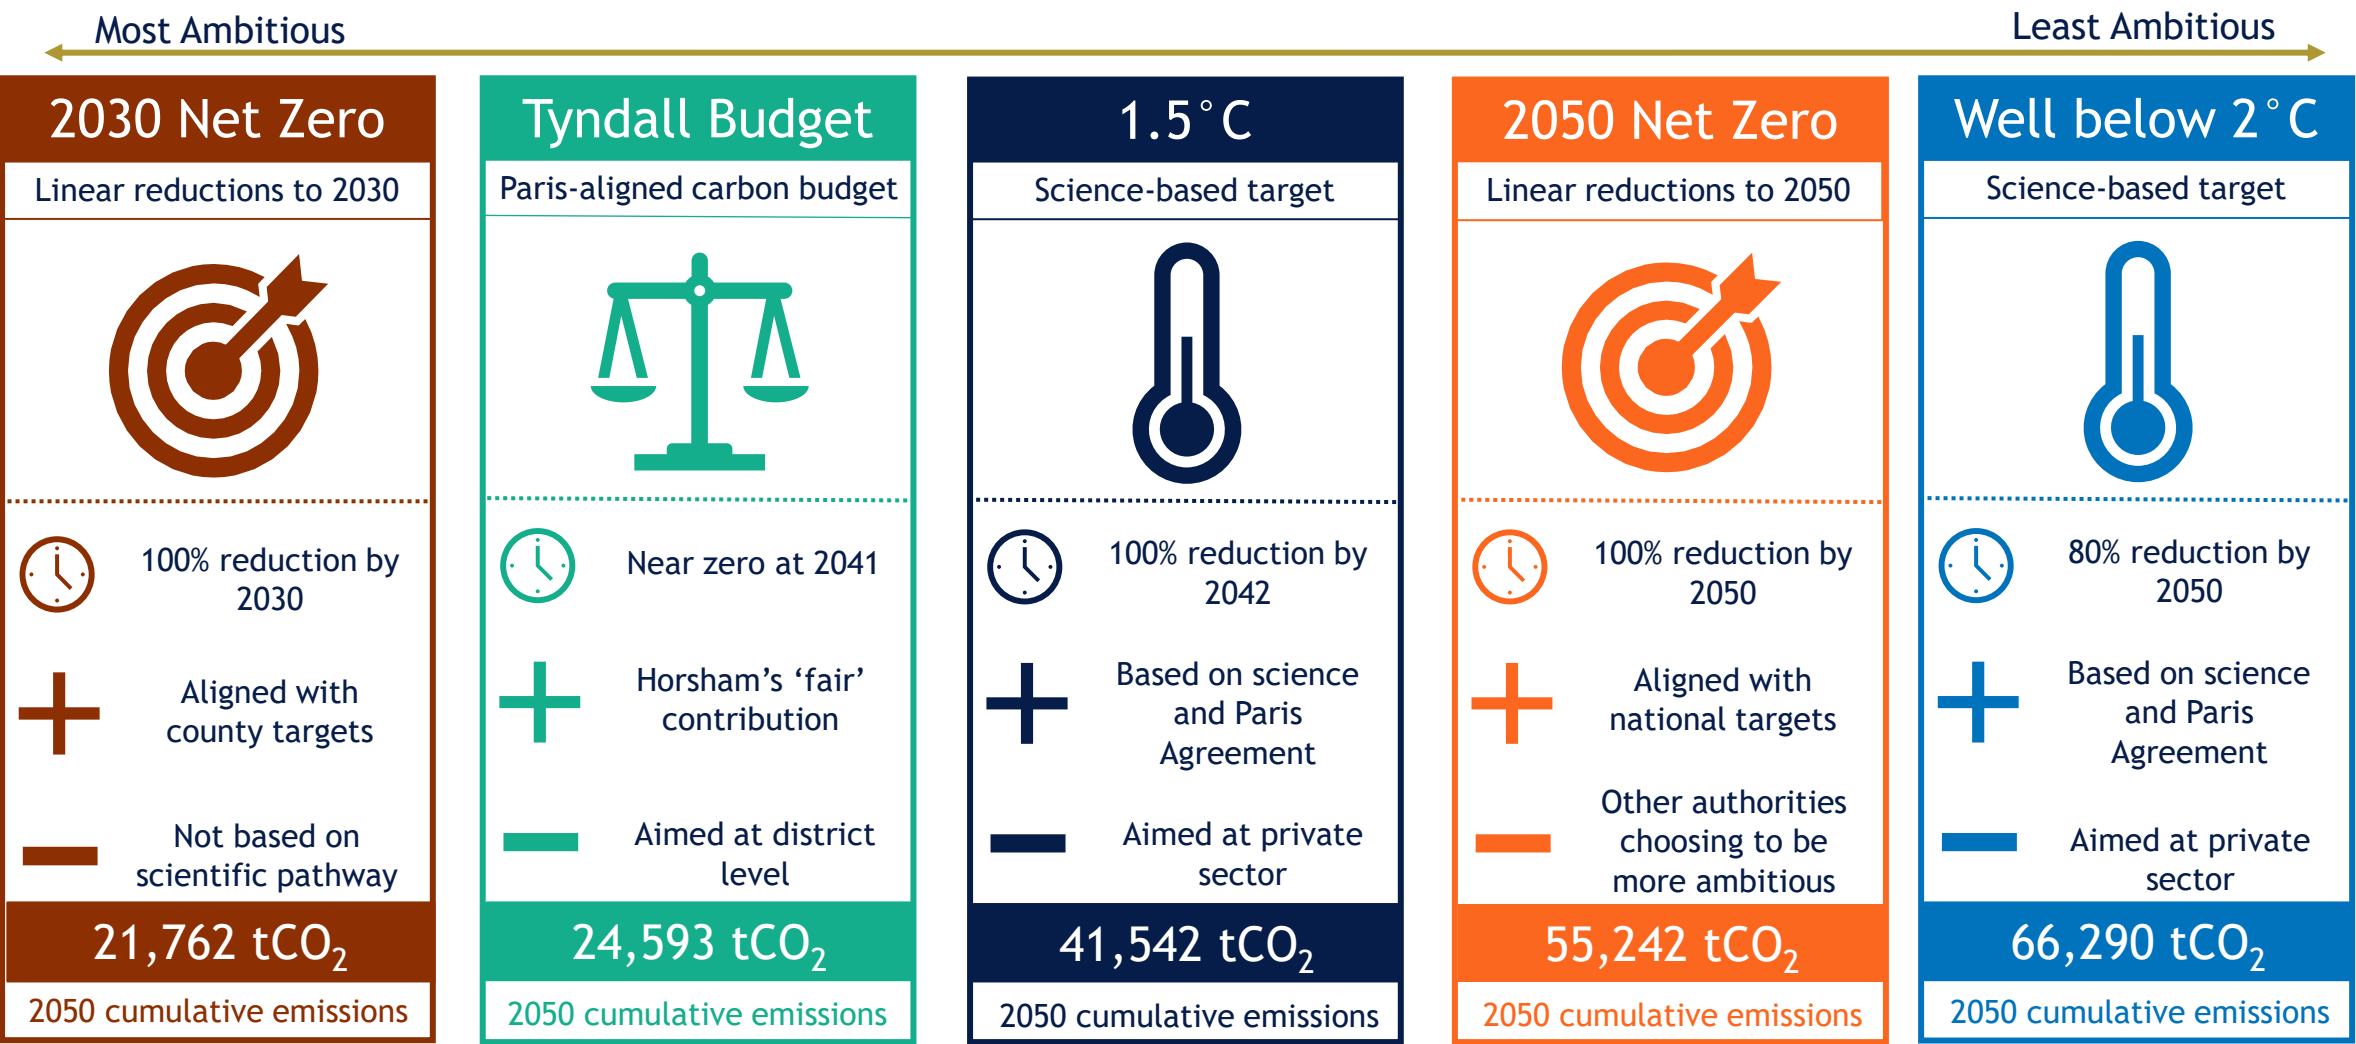 Most Ambitious
Least Ambitious
2030 Net Zero
Linear reductions to 2030
100% reduction by
2030
Aligned with
county targets
Not based on
scientific pathway
21,762 tCO₂
2050 cumulative emissions
Tyndall Budget
Paris-aligned carbon budget
Near zero at 2041
Horsham’s ‘fair’
contribution
Aimed at district
level
24,593 tCO₂
2050 cumulative emissions
1.5°C
Science-based target
100% reduction by
2042
Based on science
and Paris
Agreement
Aimed at private
sector
41,542 tCO₂
2050 cumulative emissions
2050 Net Zero
Linear reductions to 2050
100% reduction by
2050
Aligned with
national targets
Other authorities
choosing to be
more ambitious
55,242 tCO₂
2050 cumulative emissions
Well below 2°C
Science-based target
80% reduction by
2050
Based on science
and Paris
Agreement
Aimed at private
sector
66,290 tCO₂
2050 cumulative emissions